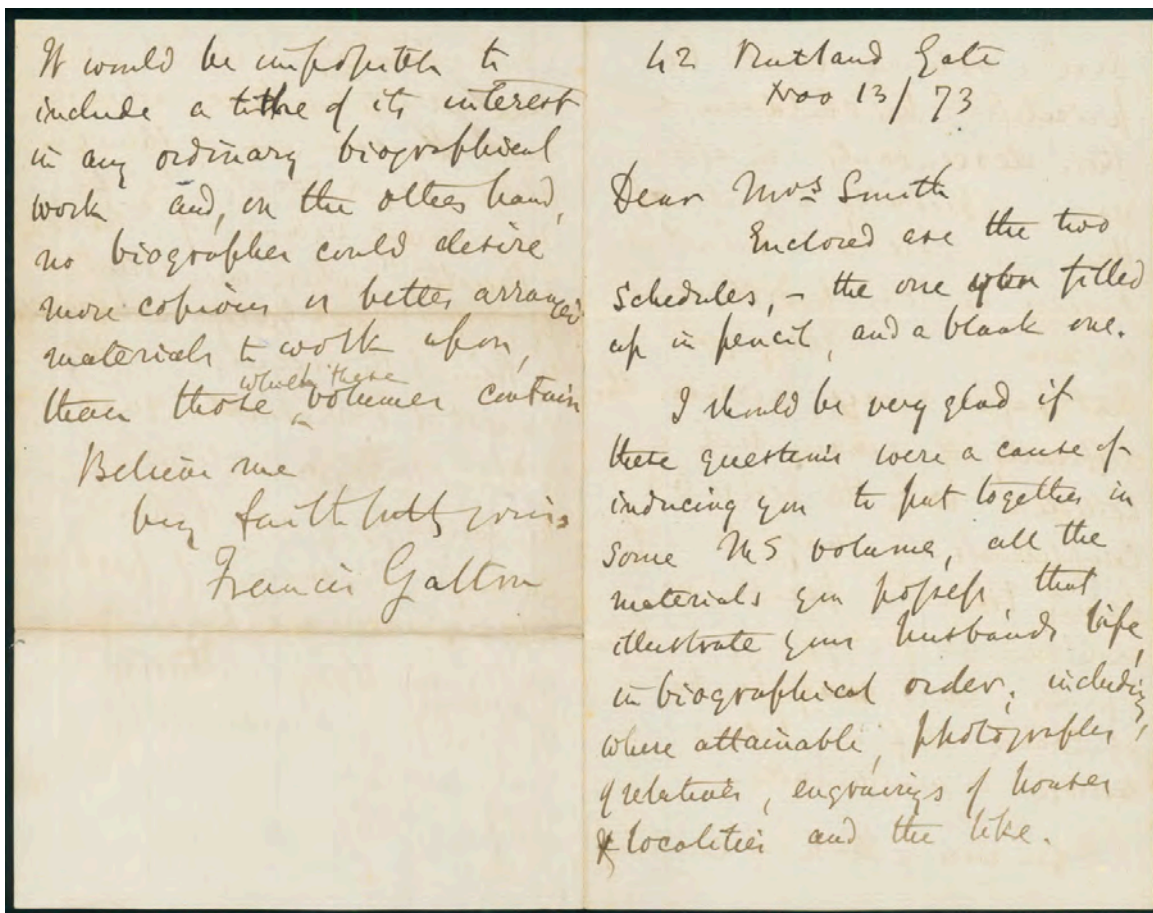 42 Rutland Gate
Nov 13/73
Dear Mrs Smith
Enclosed are the two
schedules, – the one filled
up in pencil, and a blank one.
I should be very glad if
these questions were a cause of
inducing you to put together in
some MS volume, all the
materials you possess, that
illustrate your husband's life,
in biographical order, including,
where attainable, photographs,
of relatives, engravings of houses
& localities and the like.
It would be impossible to
include a tithe of its interest
in any ordinary biographical
work and, on the other hand,
no biographer could desire
more copious or better arranged
materials to work upon,
than those which these volumes contain
Believe me
very faithfully yours
Francis Galton